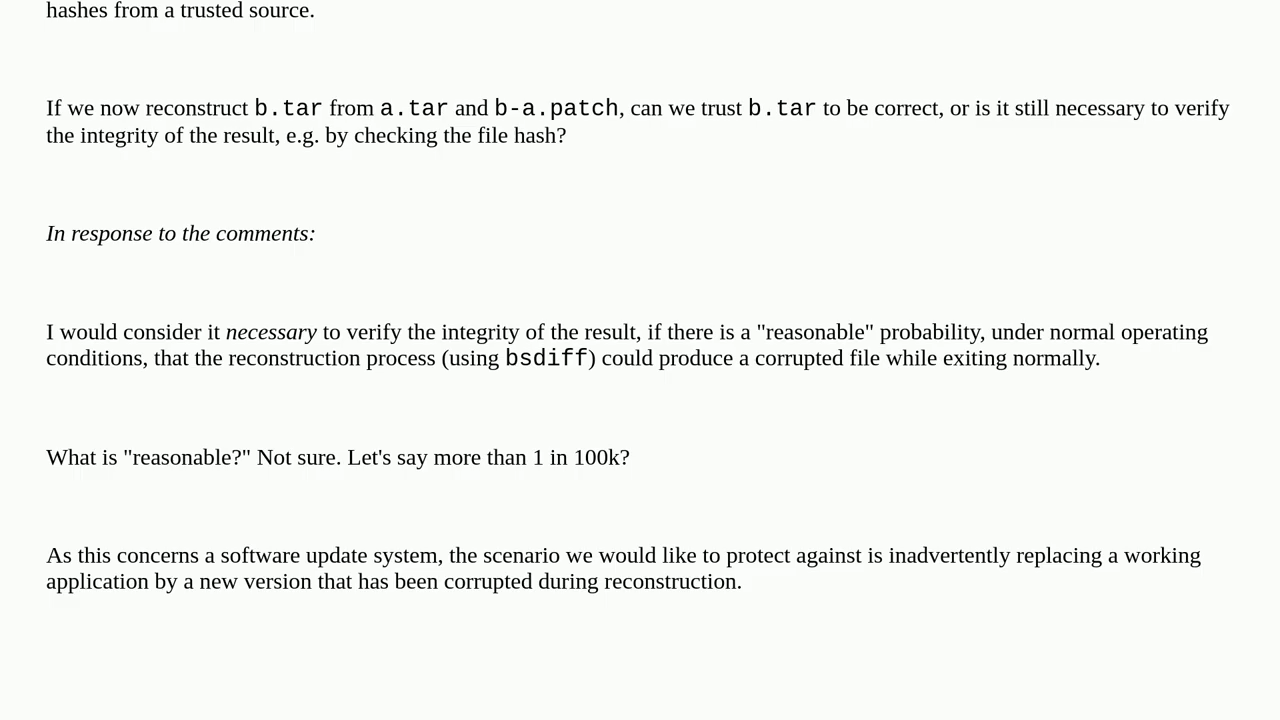 hashes from a trusted source.
If we now reconstruct b.tar from a.tar and b-a.patch, can we trust b.tar to be correct, or is it still necessary to verify
the integrity of the result, e.g. by checking the file hash?
In response to the comments:
I would consider it necessary to verify the integrity of the result, if there is a "reasonable" probability, under normal operating
conditions, that the reconstruction process (using bsdiff) could produce a corrupted file while exiting normally.
What is "reasonable?" Not sure. Let's say more than 1 in 100k?
As this concerns a software update system, the scenario we would like to protect against is inadvertently replacing a working
application by a new version that has been corrupted during reconstruction.